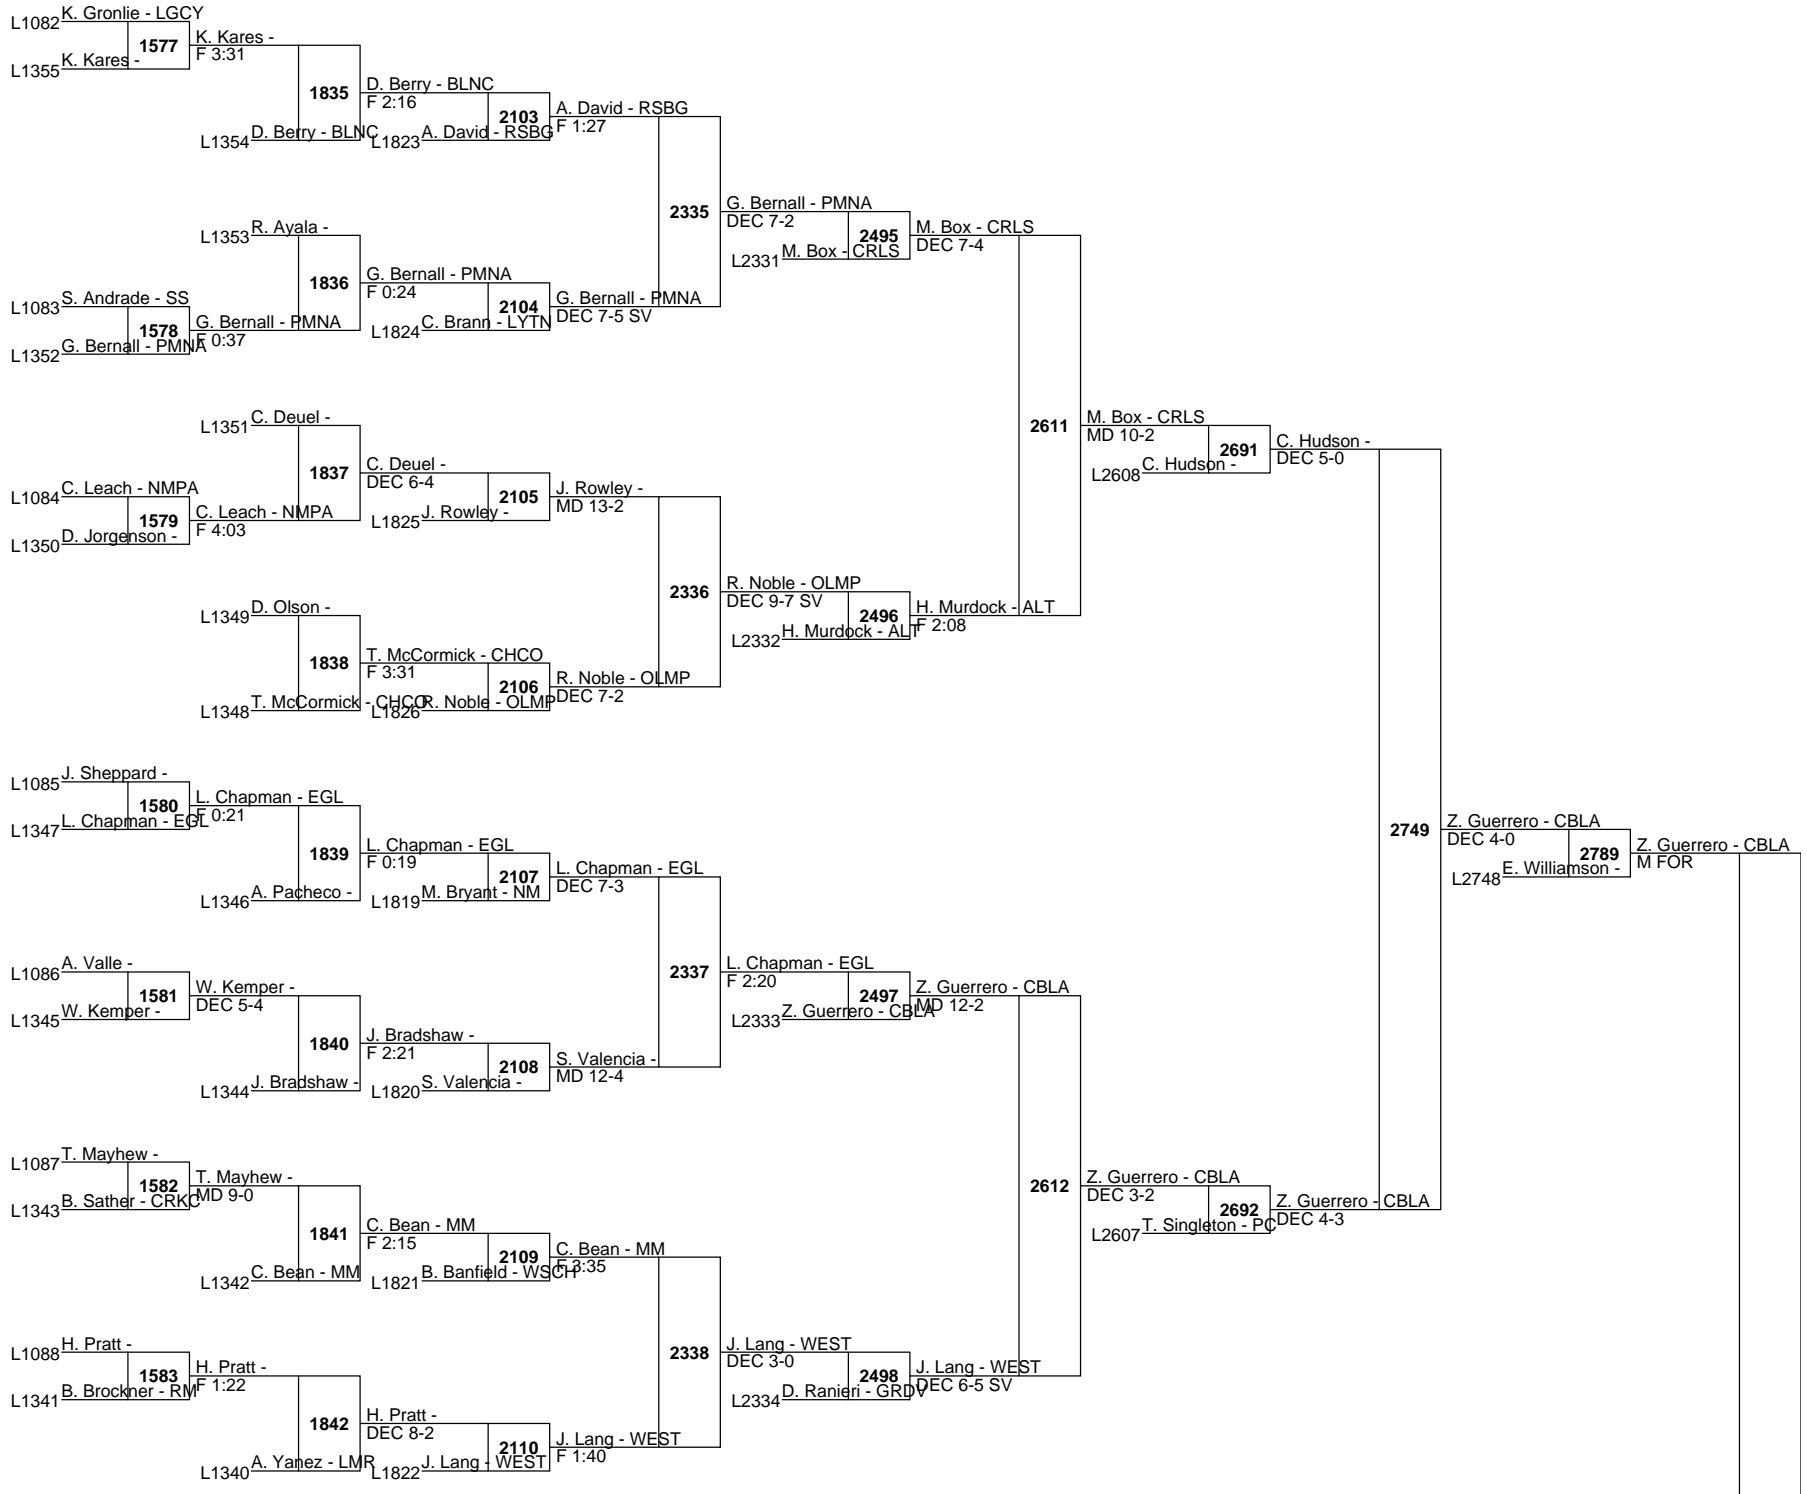 L1082 K. Gronlie - LGCY
1577
L1355 K. Kares -
K. Kares -
F 3:31
1835
L1354 D. Berry - BLNC
D. Berry - BLNC
F 2:16
2103
L1823 A. David - RSBG
A. David - RSBG
F 1:27
L1353 R. Ayala -
1836
L1083 S. Andrade - SS
1578
L1352 G. Bernall - PMNA
G. Bernall - PMNA
F 0:37
G. Bernall - PMNA
F 0:24
2104
L1824 C. Brann - LYTN
G. Bernall - PMNA
DEC 7-5 SV
2335
G. Bernall - PMNA
DEC 7-2
2495
L2331 M. Box - CRLS
M. Box - CRLS
DEC 7-4
L1351 C. Deuel -
1837
L1084 C. Leach - NMPA
1579
L1350 D. Jorgenson -
C. Leach - NMPA
F 4:03
C. Deuel -
DEC 6-4
2105
L1825 J. Rowley -
J. Rowley -
MD 13-2
L1349 D. Olson -
1838
L1348 T. McCormick - CHCO
T. McCormick - CHCO
F 3:31
2106
L1826 R. Noble - OLMP
R. Noble - OLMP
DEC 7-2
2336
R. Noble - OLMP
DEC 9-7 SV
2496
L2332 H. Murdock - ALT
H. Murdock - ALT
F 2:08
2611
M. Box - CRLS
MD 10-2
2691
L2608 C. Hudson -
C. Hudson -
DEC 5-0
L1085 J. Sheppard -
1580
L1347 L. Chapman - EGL
L. Chapman - EGL
F 0:21
1839
L1346 A. Pacheco -
L. Chapman - EGL
F 0:19
2107
L1819 M. Bryant - NM
L. Chapman - EGL
DEC 7-3
L1086 A. Valle -
1581
L1345 W. Kemper -
W. Kemper -
DEC 5-4
1840
L1344 J. Bradshaw -
J. Bradshaw -
F 2:21
2108
L1820 S. Valencia -
S. Valencia -
MD 12-4
2337
L. Chapman - EGL
F 2:20
2497
L2333 Z. Guerrero - CBLA
Z. Guerrero - CBLA
MD 12-2
L1087 T. Mayhew -
1582
L1343 B. Sather - CRKC
T. Mayhew -
MD 9-0
1841
L1342 C. Bean - MM
C. Bean - MM
F 2:15
2109
L1821 B. Banfield - WSCH
C. Bean - MM
F 3:35
L1088 H. Pratt -
1583
L1341 B. Brockner - RM
H. Pratt -
F 1:22
1842
L1340 A. Yanez - LMR
H. Pratt -
DEC 8-2
2110
L1822 J. Lang - WEST
J. Lang - WEST
F 1:40
2338
J. Lang - WEST
DEC 3-0
2498
L2334 D. Ranieri - GRDV
J. Lang - WEST
DEC 6-5 SV
2612
Z. Guerrero - CBLA
DEC 3-2
2692
L2607 T. Singleton - PC
Z. Guerrero - CBLA
DEC 4-3
2749
Z. Guerrero - CBLA
DEC 4-0
2789
L2748 E. Williamson -
Z. Guerrero - CBLA
M FOR